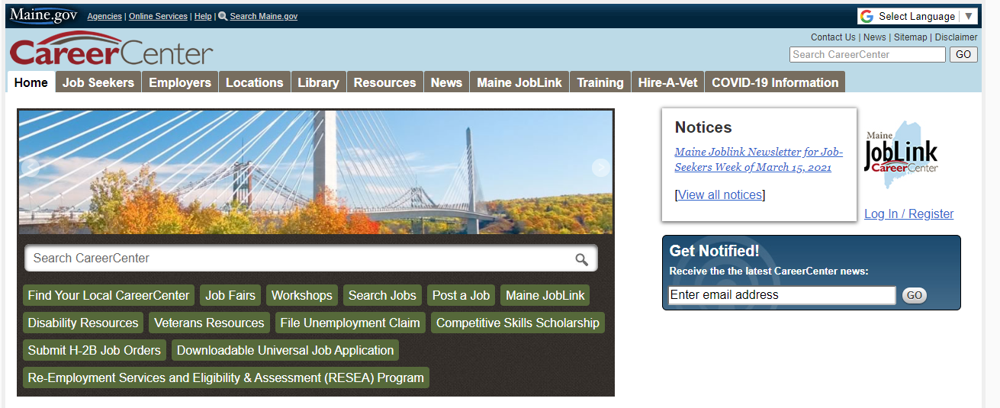 Maine.gov Agencies | Online Services | Help | Search Maine.gov
Select Language ▼
CareerCenter
Contact Us | News | Sitemap | Disclaimer
Search CareerCenter GO
Home Job Seekers Employers Locations Library Resources News Maine JobLink Training Hire-A-Vet COVID-19 Information
Search CareerCenter
Find Your Local CareerCenter Job Fairs Workshops Search Jobs Post a Job Maine JobLink
Disability Resources Veterans Resources File Unemployment Claim Competitive Skills Scholarship
Submit H-2B Job Orders Downloadable Universal Job Application
Re-Employment Services and Eligibility & Assessment (RESEA) Program
Notices
Maine Joblink Newsletter for Job-
Seekers Week of March 15, 2021
[View all notices]
Maine
JobLink
CareerCenter
Log In / Register
Get Notified!
Receive the the latest CareerCenter news:
Enter email address GO